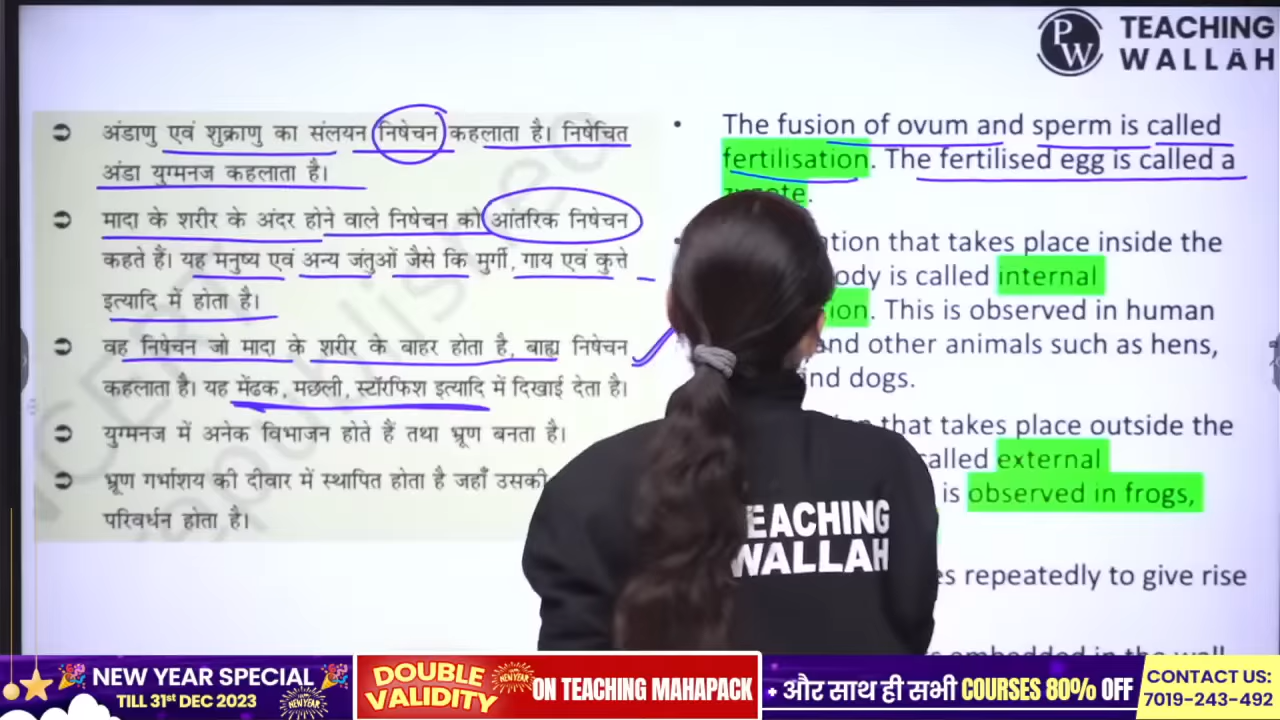 PW TEACHING
WALLAH
अंडाणु एवं शुक्राणु का संलयन निषेचन कहलाता है। निषेचित
अंडा युग्मनज कहलाता है।
मादा के शरीर के अंदर होने वाले निषेचन को आंतरिक निषेचन
कहते हैं। यह मनुष्य एवं अन्य जंतुओं जैसे कि मुर्गी, गाय एवं कुत्ते
इत्यादि में होता है।
वह निषेचन जो मादा के शरीर के बाहर होता है, बाह्य निषेचन
कहलाता है। यह मेंढक, मछली, स्टॉरफिश इत्यादि में दिखाई देता है।
युग्मनज में अनेक विभाजन होते हैं तथा भ्रूण बनता है।
भ्रूण गर्भाशय की दीवार में स्थापित होता है जहाँ उसकी
परिवर्धन होता है।
• The fusion of ovum and sperm is called
fertilisation. The fertilised egg is called a
that takes place inside the
is called internal
This is observed in human
and other animals such as hens,
dogs.
that takes place outside the
called external
is observed in frogs,
repeatedly to give rise
TEACHING
WALLAH
NEW YEAR SPECIAL
TILL 31st DEC 2023
DOUBLE
VALIDITY
NEW YEAR
ON TEACHING MAHAPACK
+ और साथ ही सभी COURSES 80% OFF
CONTACT US:
7019-243-492